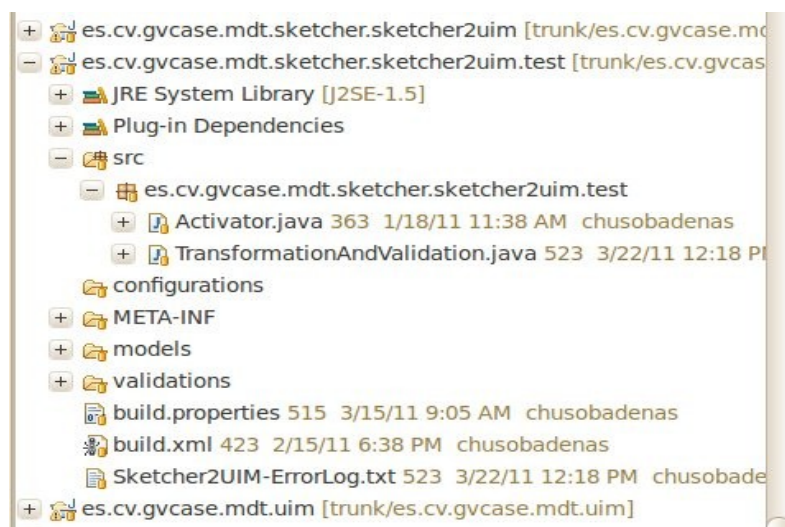 es.cv.gvcase.mdt.sketcher.sketcher2uim [trunk/es.cv.gvcase.mo
es.cv.gvcase.mdt.sketcher.sketcher2uim.test [trunk/es.cv.gvcas
JRE System Library [J2SE-1.5]
Plug-in Dependencies
src
es.cv.gvcase.mdt.sketcher.sketcher2uim.test
Activator.java 363 1/18/11 11:38 AM chusobadenas
TransformationAndValidation.java 523 3/22/11 12:18 PM
configurations
META-INF
models
validations
build.properties 515 3/15/11 9:05 AM chusobadenas
build.xml 423 2/15/11 6:38 PM chusobadenas
Sketcher2UIM-ErrorLog.txt 523 3/22/11 12:18 PM chusobade
es.cv.gvcase.mdt.uim [trunk/es.cv.gvcase.mdt.uim]